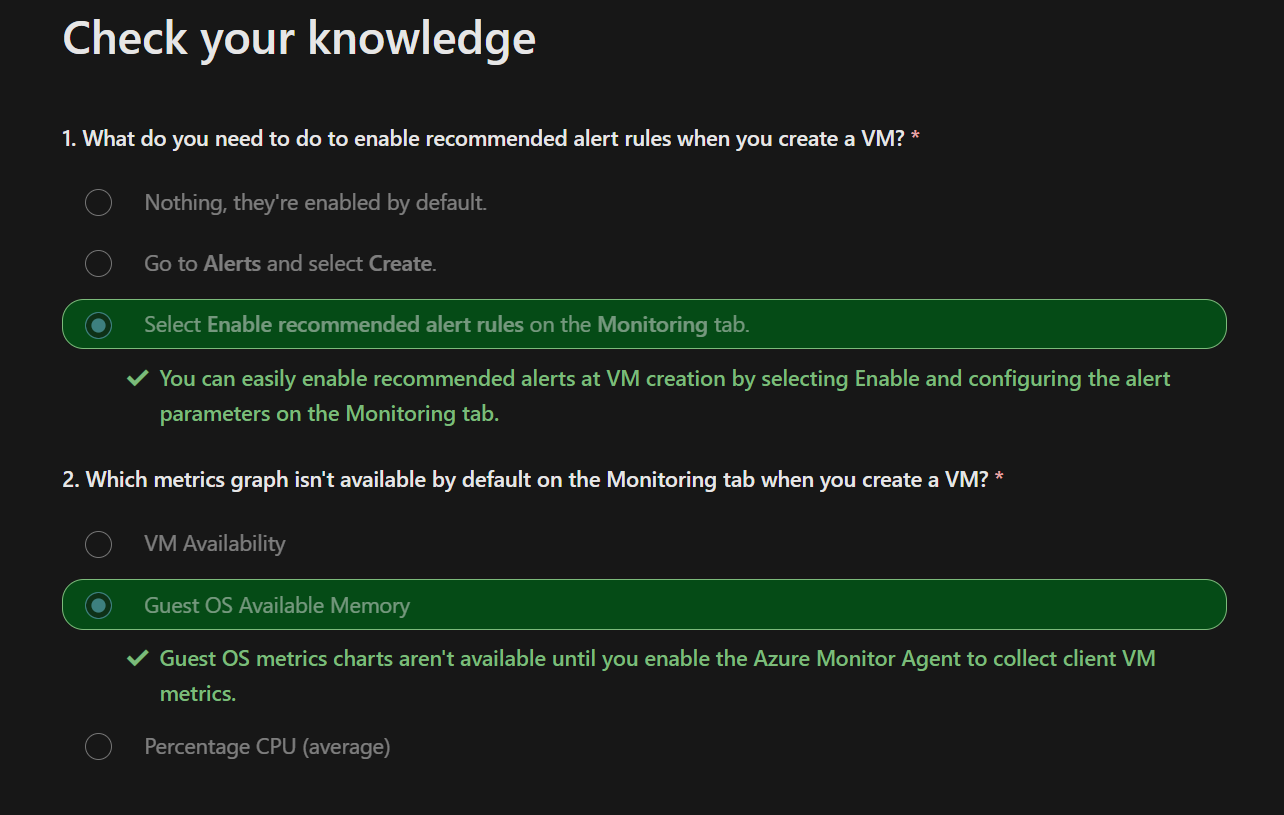 Check your knowledge
1. What do you need to do to enable recommended alert rules when you create a VM? *
Nothing, they're enabled by default.
Go to Alerts and select Create.
Select Enable recommended alert rules on the Monitoring tab.
You can easily enable recommended alerts at VM creation by selecting Enable and configuring the alert
parameters on the Monitoring tab.
2. Which metrics graph isn't available by default on the Monitoring tab when you create a VM? *
VM Availability
Guest OS Available Memory
Guest OS metrics charts aren't available until you enable the Azure Monitor Agent to collect client VM
metrics.
Percentage CPU (average)